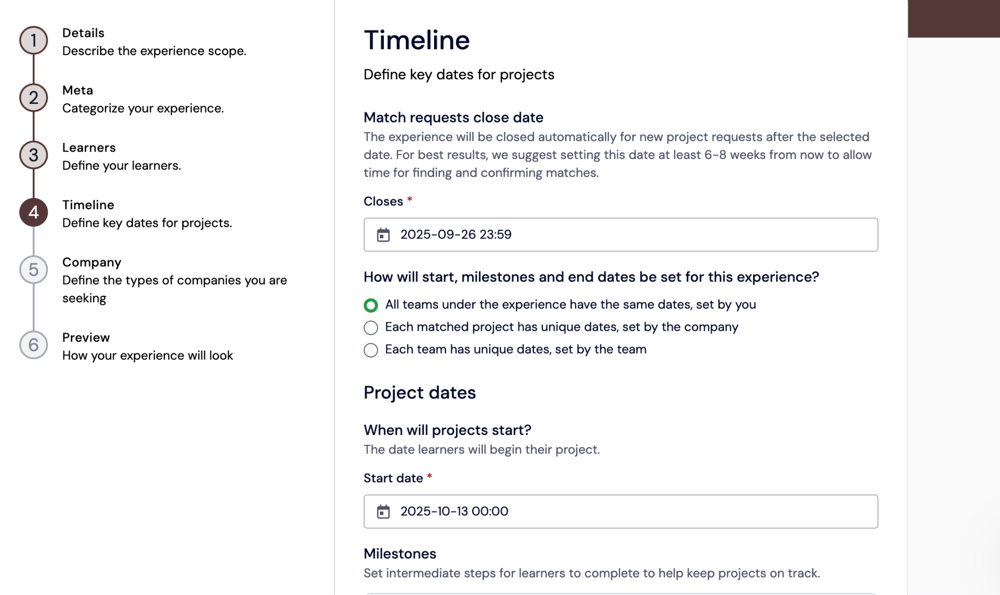 1
Details
Describe the experience scope.
2
Meta
Categorize your experience.
3
Learners
Define your learners.
4
Timeline
Define key dates for projects.
5
Company
Define the types of companies you are
seeking
6
Preview
How your experience will look
Timeline
Define key dates for projects
Match requests close date
The experience will be closed automatically for new project requests after the selected
date. For best results, we suggest setting this date at least 6-8 weeks from now to allow
time for finding and confirming matches.
Closes *
2025-09-26 23:59
How will start, milestones and end dates be set for this experience?
All teams under the experience have the same dates, set by you
Each matched project has unique dates, set by the company
Each team has unique dates, set by the team
Project dates
When will projects start?
The date learners will begin their project.
Start date *
2025-10-13 00:00
Milestones
Set intermediate steps for learners to complete to help keep projects on track.